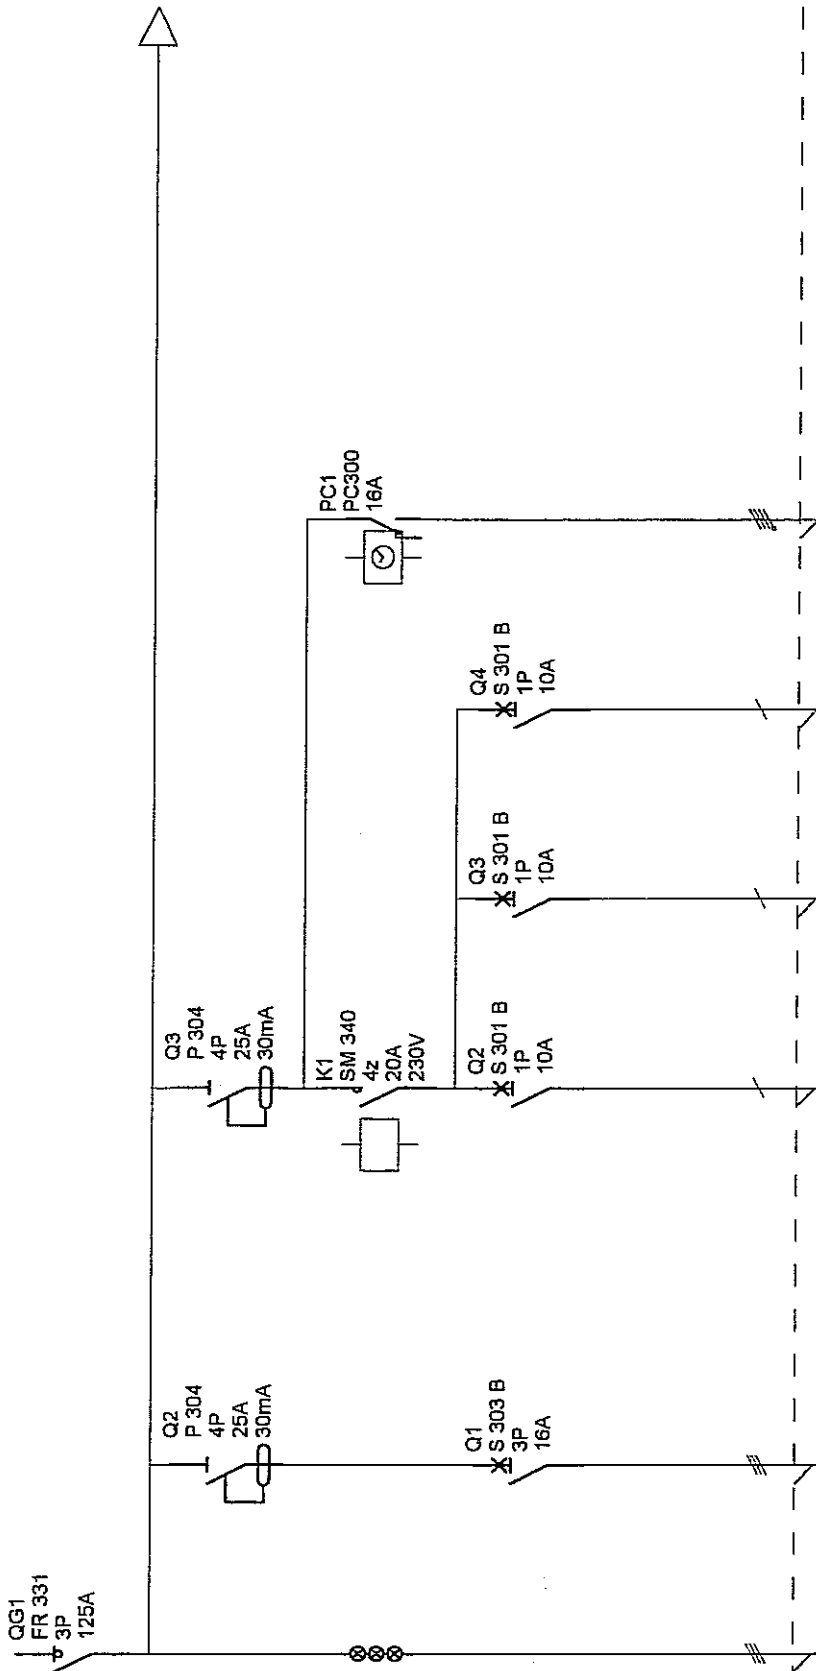 QG1
FR 331
3P
125A
Q2
P 304
4P
25A
30mA
Q1
S 303 B
3P
16A
Q3
P 304
4P
25A
30mA
K1
SM 340
4z
20A
230V
Q2
S 301 B
1P
10A
Q3
S 301 B
1P
10A
Q4
S 301 B
1P
10A
PC1
PC300
16A